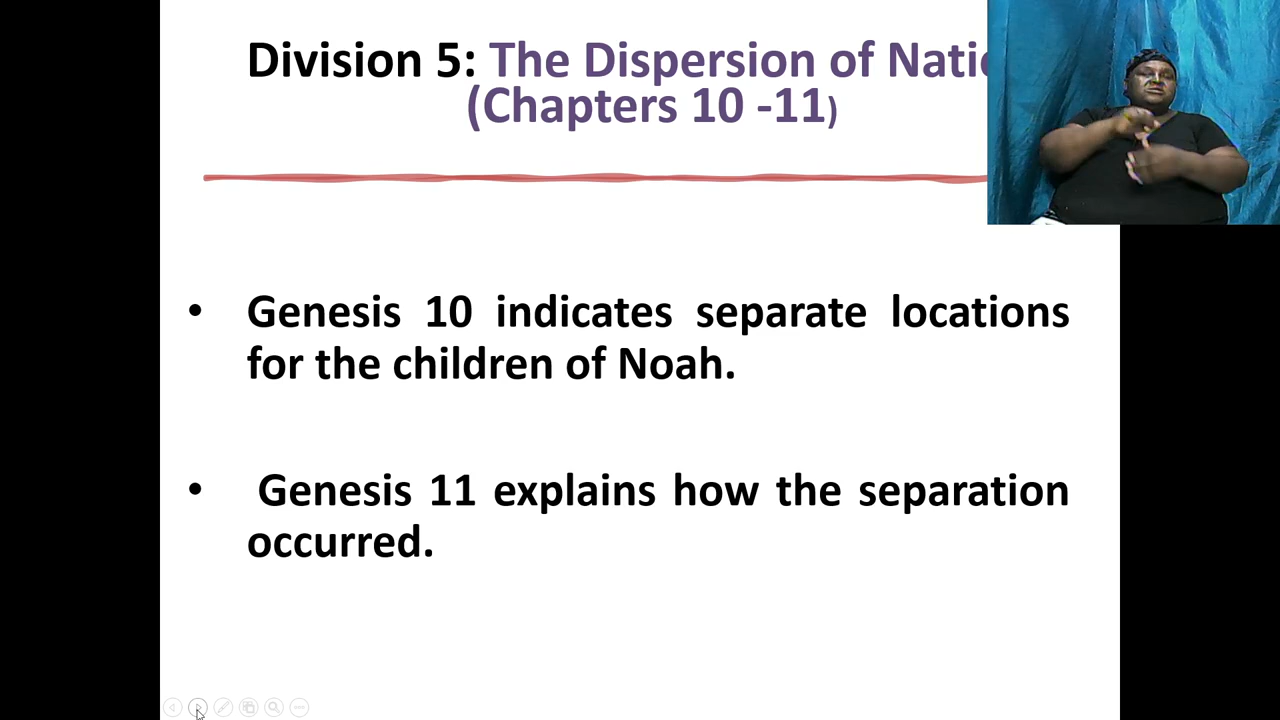 Division 5: The Dispersion of
(Chapters 10 -11)
• Genesis 10 indicates separate locations
for the children of Noah.
• Genesis 11 explains how the separation
occurred.